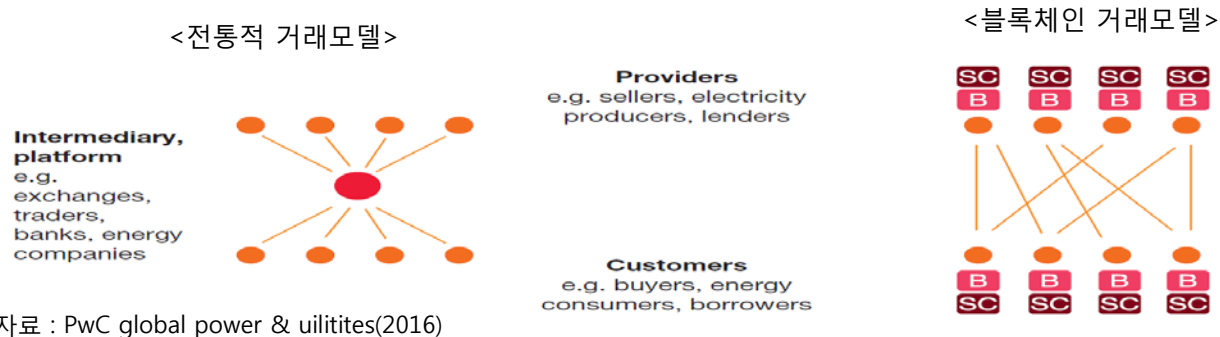 <전통적 거래모델>
<블록체인 거래모델>
Intermediary,
platform
e.g.
exchanges,
traders,
banks, energy
companies
Providers
e.g. sellers, electricity
producers, lenders
Customers
e.g. buyers, energy
consumers, borrowers
SC SC SC SC
B B B B
B B B B
SC SC SC SC
자료 : PwC global power & uilitites(2016)